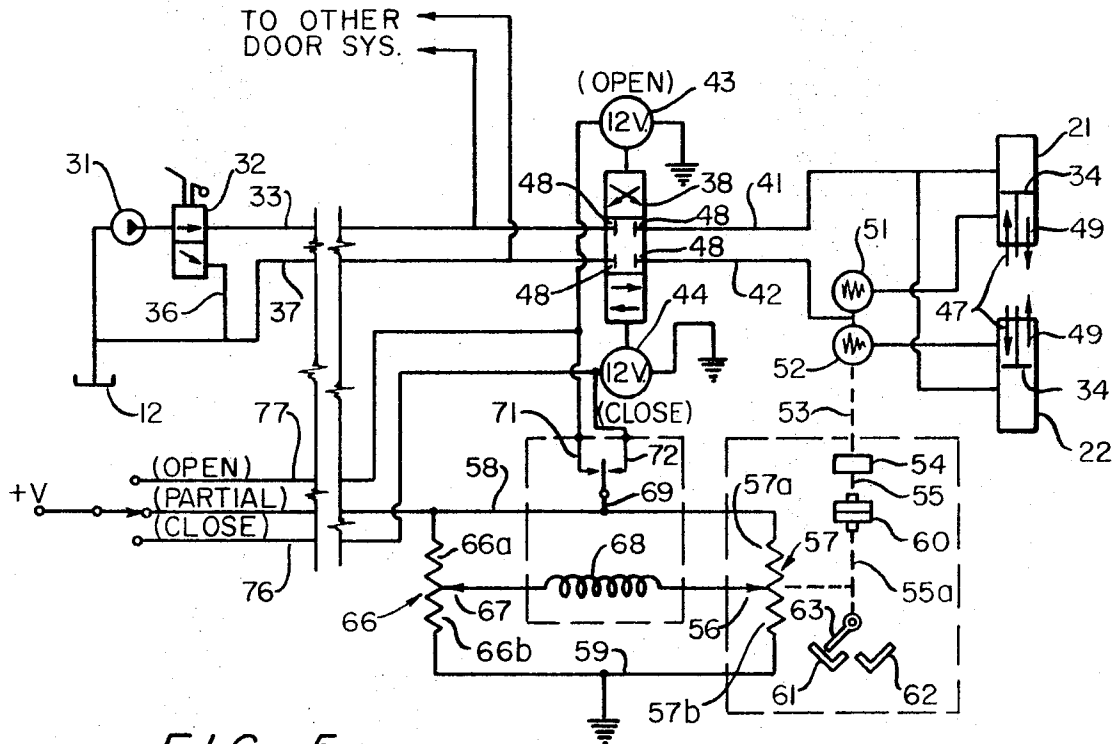 TO OTHER
DOOR SYS.
(OPEN)
43
12V.
31
32
33
48
38
48
41
21
34
49
48
51
48
42
47
36
37
44
52
49
12V.
34
12
(CLOSE)
53
22
77
71
72
(OPEN)
58
54
+V
(PARTIAL)
69
57a
55
(CLOSE)
57
60
76
66a
68
55a
66
67
56
63
66b
59
61
62
57b
FIG. 5